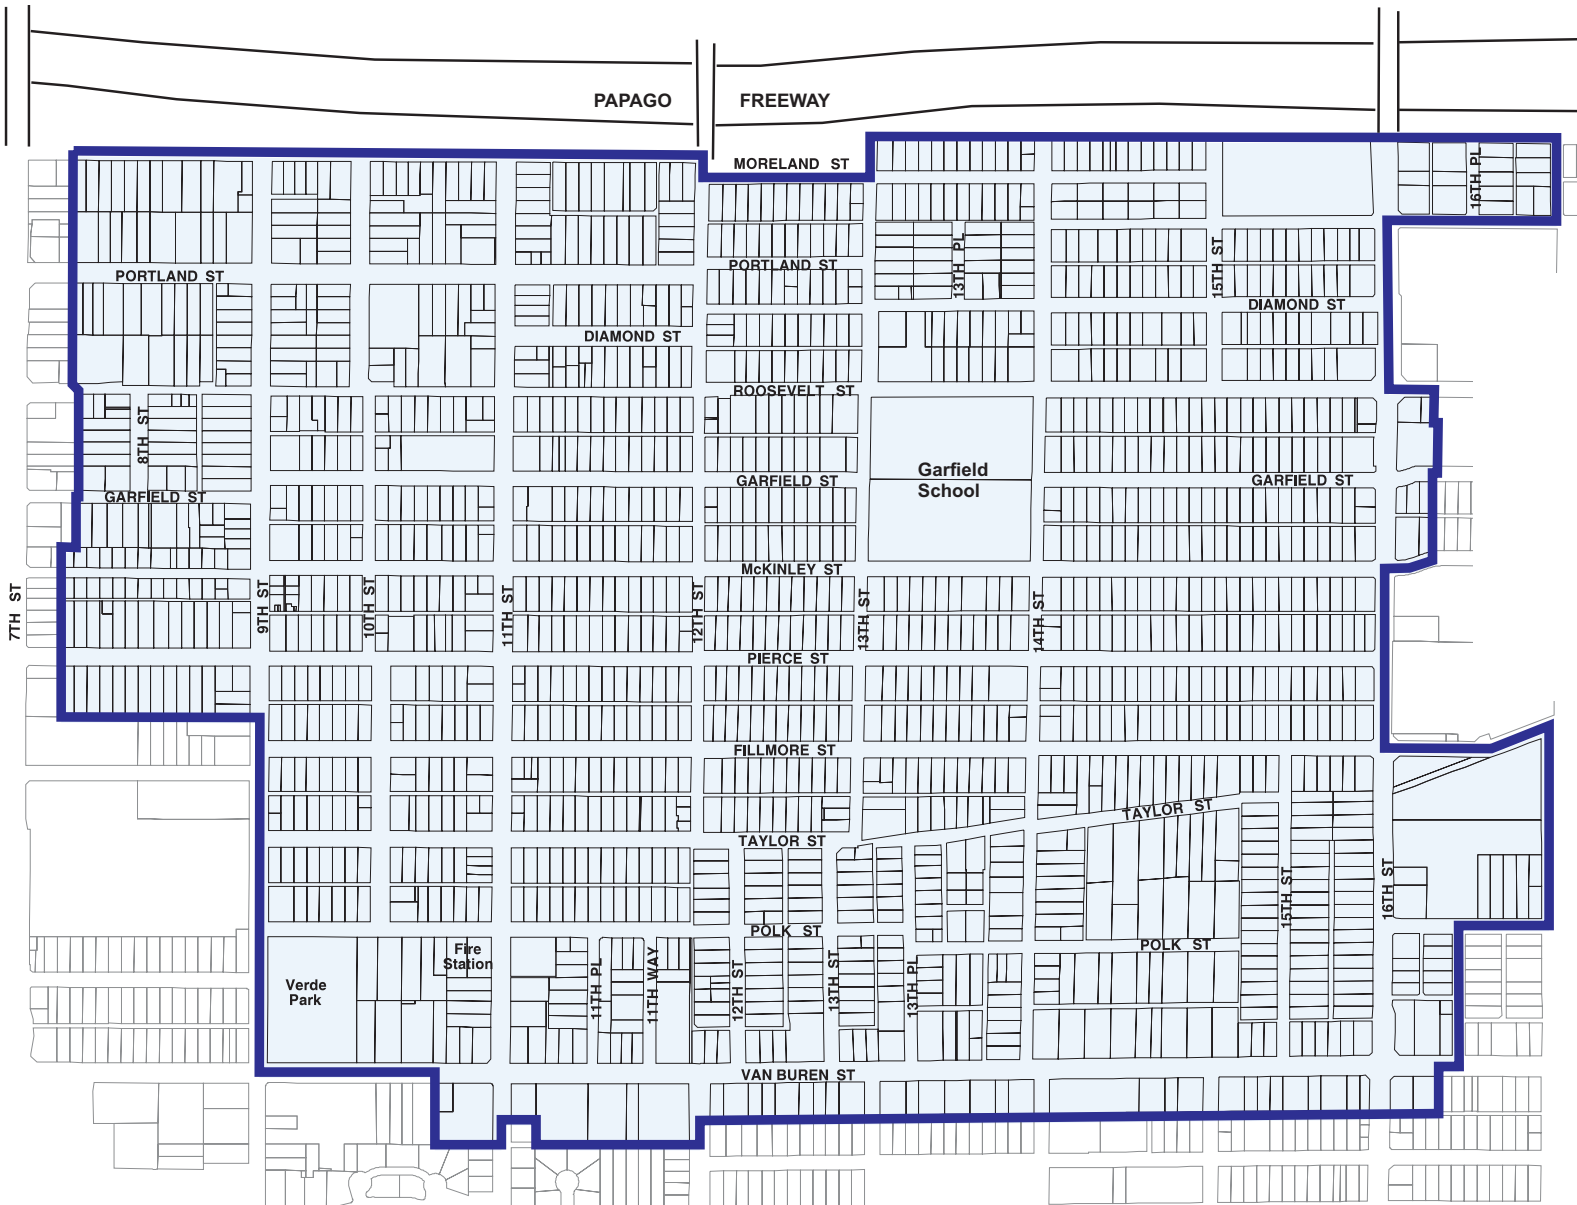 PAPAGO FREEWAY
MORELAND ST
16TH PL
PORTLAND ST
13TH PL
15TH ST
PORTLAND ST
DIAMOND ST
DIAMOND ST
ROOSEVELT ST
8TH ST
Garfield
School
GARFIELD ST
GARFIELD ST
GARFIELD ST
McKINLEY ST
7TH ST
9TH ST
10TH ST
11TH ST
12TH ST
13TH ST
14TH ST
PIERCE ST
FILLMORE ST
TAYLOR ST
TAYLOR ST
15TH ST
16TH ST
POLK ST
POLK ST
Fire
Station
Verde
Park
11TH PL
11TH WAY
12TH ST
13TH ST
13TH PL
VAN BUREN ST